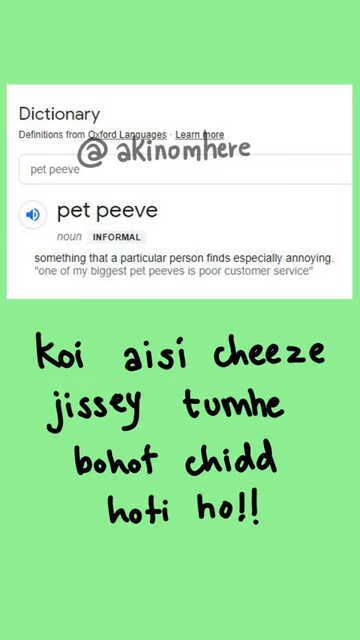 Dictionary
Definitions from Oxford Languages · Learn more
@akinomhere
pet peeve
pet peeve
noun INFORMAL
something that a particular person finds especially annoying.
"one of my biggest pet peeves is poor customer service"
koi aisi cheeze
jissey tumhe
bohot chidd
hoti ho!!